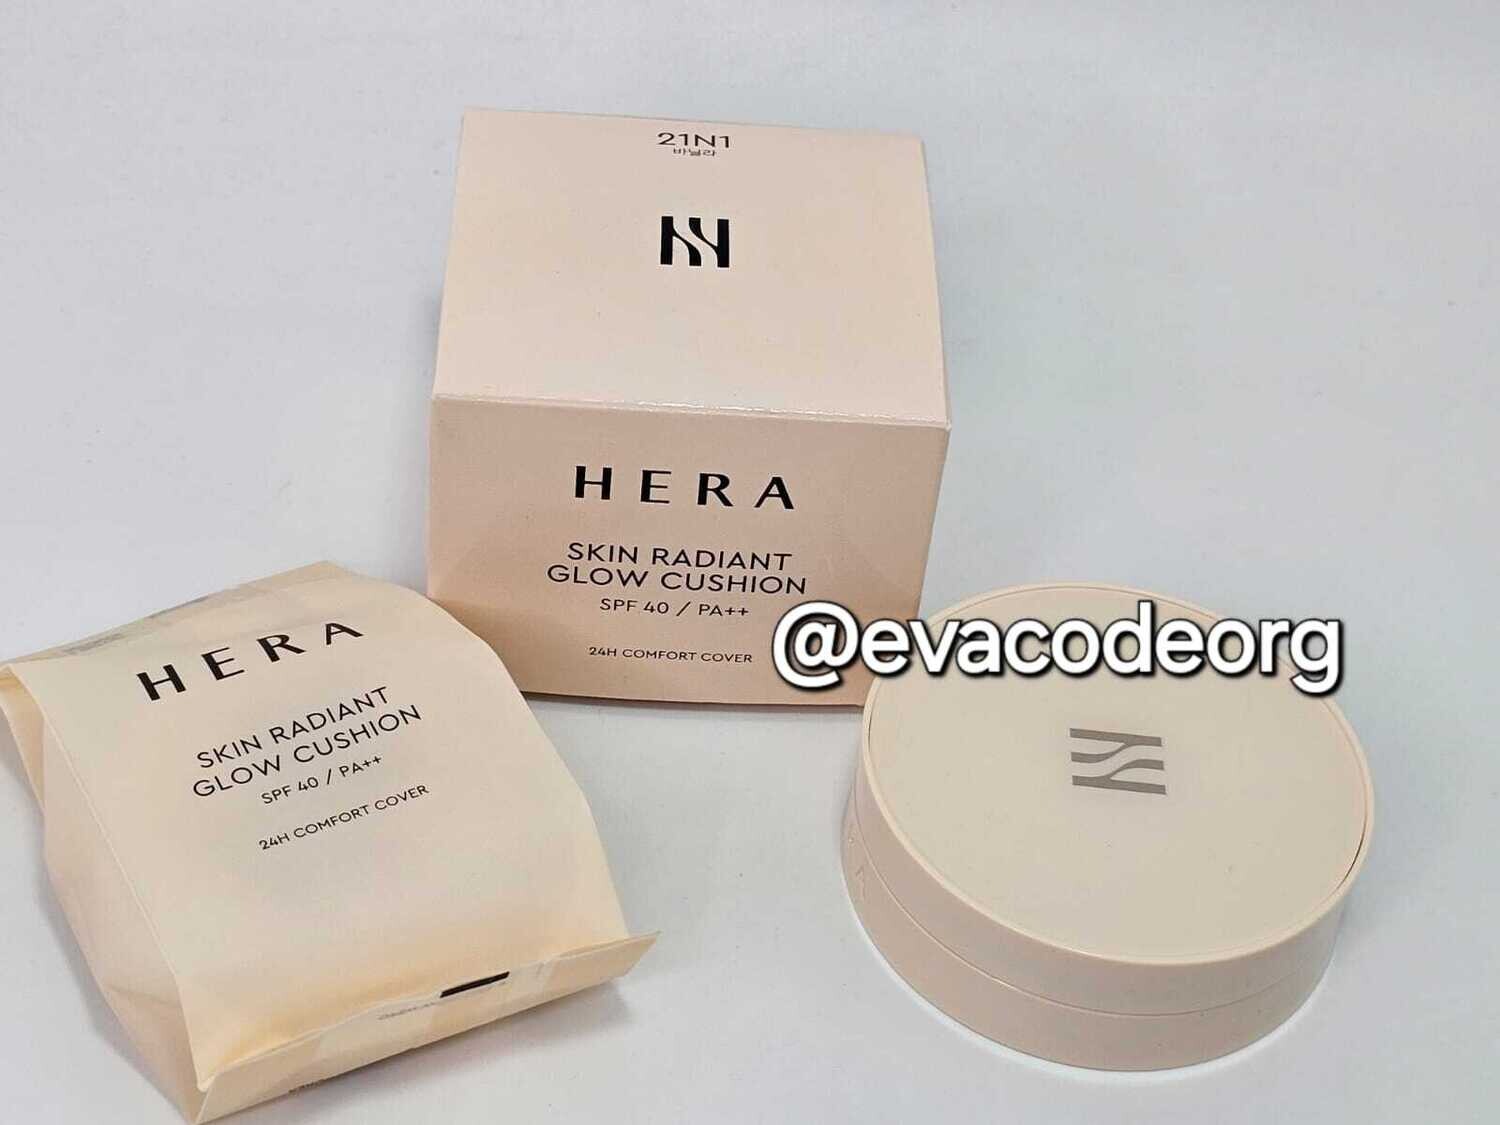 21N1
바닐라
HERA
SKIN RADIANT
GLOW CUSHION
SPF 40 / PA++
24H COMFORT COVER
@evacodeorg
HERA
SKIN RADIANT
GLOW CUSHION
SPF 40 / PA++
24H COMFORT COVER